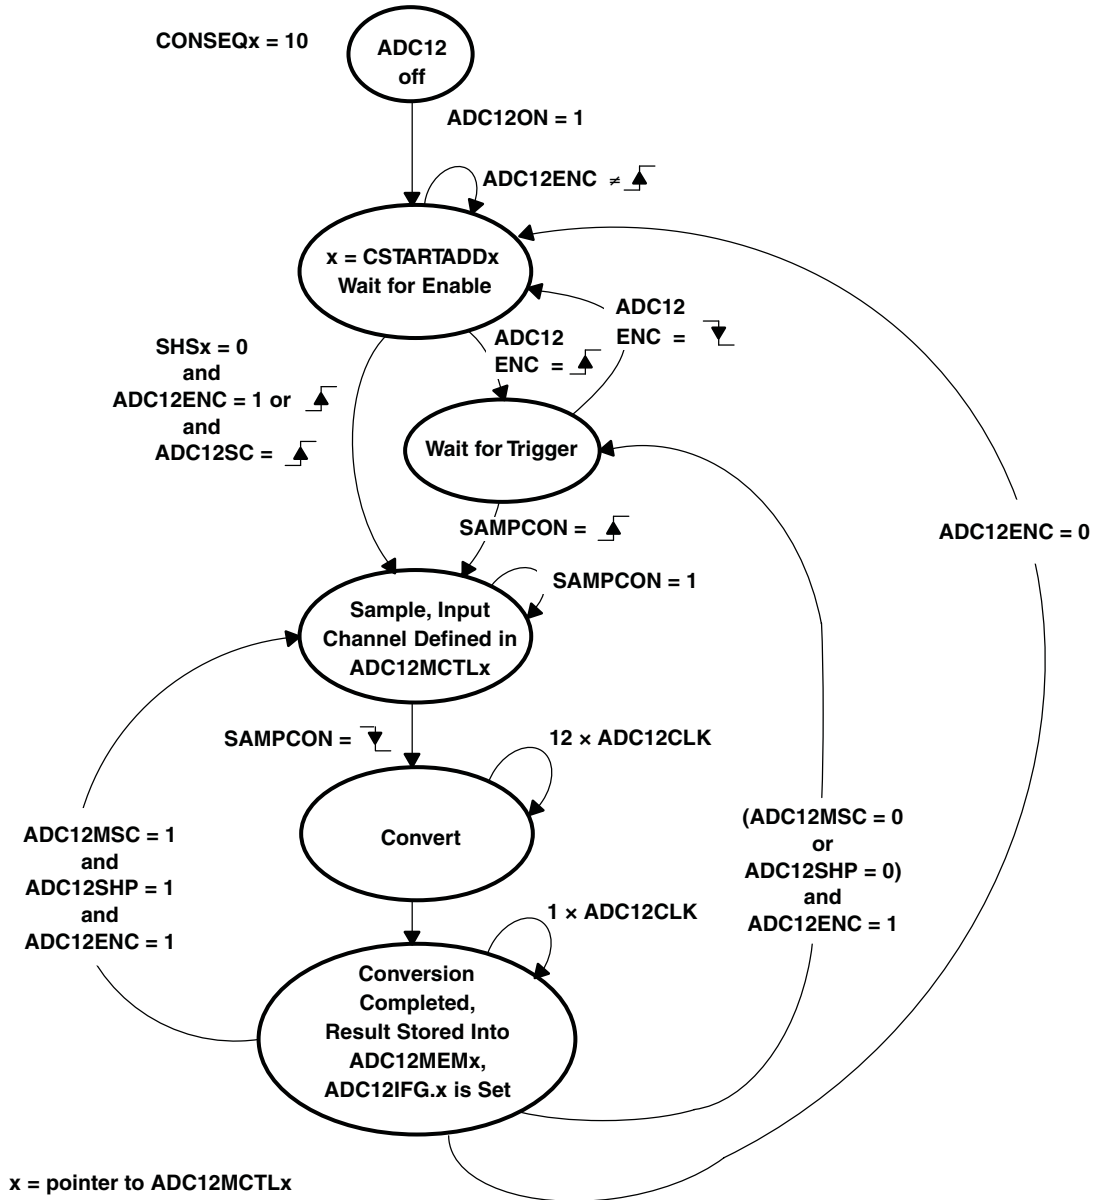 CONSEQx = 10
ADC12
off
ADC12ON = 1
ADC12ENC ≠
x = CSTARTADDx
Wait for Enable
ADC12
ENC =
ADC12
ENC =
SHSx = 0
and
ADC12ENC = 1 or
and
ADC12SC =
Wait for Trigger
SAMPCON =
ADC12ENC = 0
SAMPCON = 1
Sample, Input
Channel Defined in
ADC12MCTLx
SAMPCON =
12 × ADC12CLK
Convert
ADC12MSC = 1
and
ADC12SHP = 1
and
ADC12ENC = 1
(ADC12MSC = 0
or
ADC12SHP = 0)
and
ADC12ENC = 1
1 × ADC12CLK
Conversion
Completed,
Result Stored Into
ADC12MEMx,
ADC12IFG.x is Set
x = pointer to ADC12MCTLx